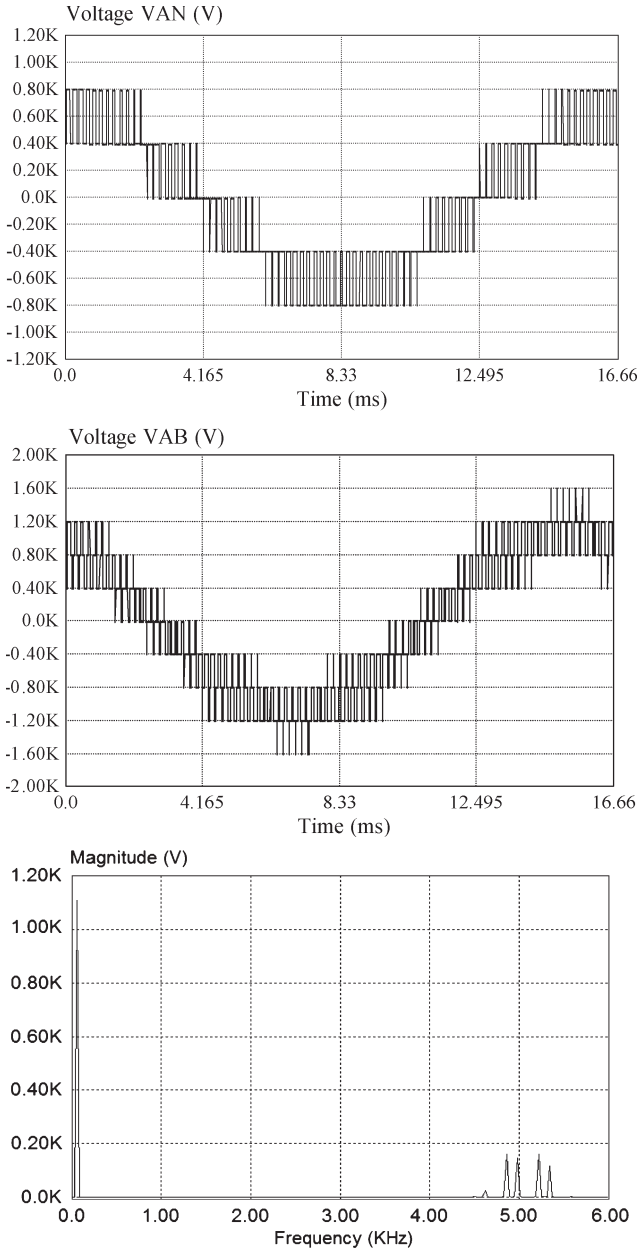 Voltage VAN (V)
1.20K
1.00K
0.80K
0.60K
0.40K
0.20K
0.0K
-0.20K
-0.40K
-0.60K
-0.80K
-1.00K
-1.20K
0.0 4.165 8.33 12.495 16.66
Time (ms)
Voltage VAB (V)
2.00K
1.60K
1.20K
0.80K
0.40K
0.0K
-0.40K
-0.80K
-1.20K
-1.60K
-2.00K
0.0 4.165 8.33 12.495 16.66
Time (ms)
Magnitude (V)
1.20K
1.00K
0.80K
0.60K
0.40K
0.20K
0.0K
0.0 1.00 2.00 3.00 4.00 5.00 6.00
Frequency (KHz)